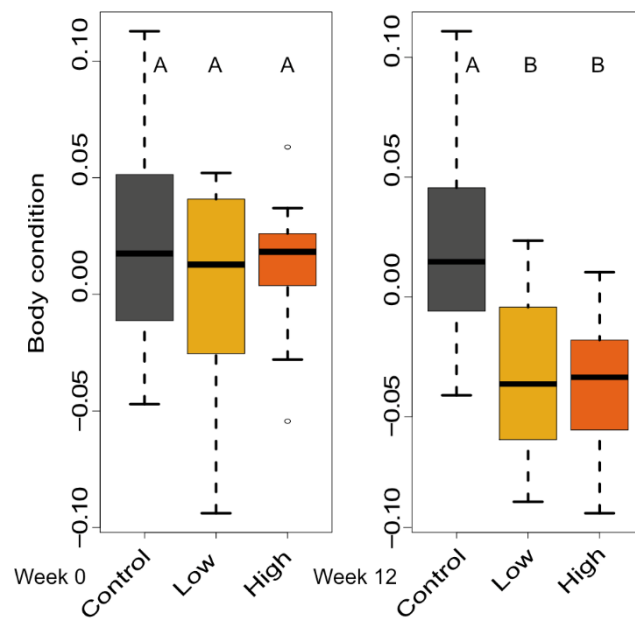 Body condition
0.10
0.05
0.00
−0.05
−0.10
A A A
Week 0
Control
Low
High
0.10
0.05
0.00
−0.05
−0.10
A B B
Week 12
Control
Low
High